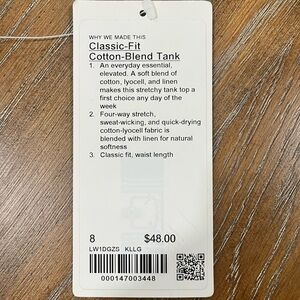 WHY WE MADE THIS
Classic-Fit
Cotton-Blend Tank
1. An everyday essential,
elevated. A soft blend of
cotton, lyocell, and linen
makes this stretchy tank top a
first choice any day of the
week
2. Four-way stretch,
sweat-wicking, and quick-drying
cotton-lyocell fabric is
blended with linen for natural
softness
3. Classic fit, waist length
8 $48.00
LW1DGZS KLLG
000147003448